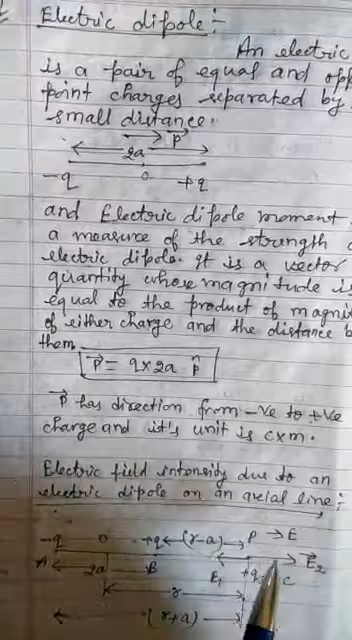 Electric dipole:-
An electric
is a pair of equal and opp
point charges separated by
small distance.
→ p→
2a
-q o +q
and Electric dipole moment
a measure of the strength
electric dipole. It is a vector
quantity whose magnitude is
equal to the product of magnit
of either charge and the distance b
them
p→ = q×2a p̂
p→ has direction from -ve to +ve
charge and it's unit is c×m.
Electric field intensity due to an
electric dipole on an axial line:
-q o +q (r-a) P → E
A 2a B E₁ +q C E₂→
r
(r+a)